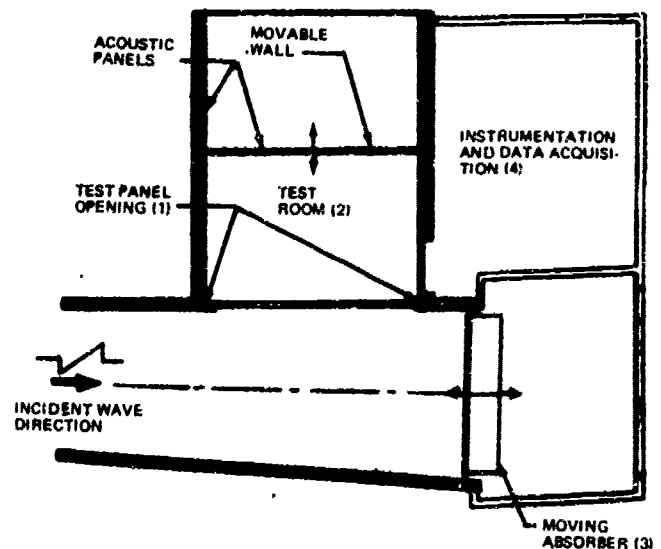 ACOUSTIC
PANELS
MOVABLE
WALL
INSTRUMENTATION
AND DATA ACQUISI-
TION (4)
TEST PANEL
OPENING (1)
TEST
ROOM (2)
INCIDENT WAVE
DIRECTION
MOVING
ABSORBER (3)